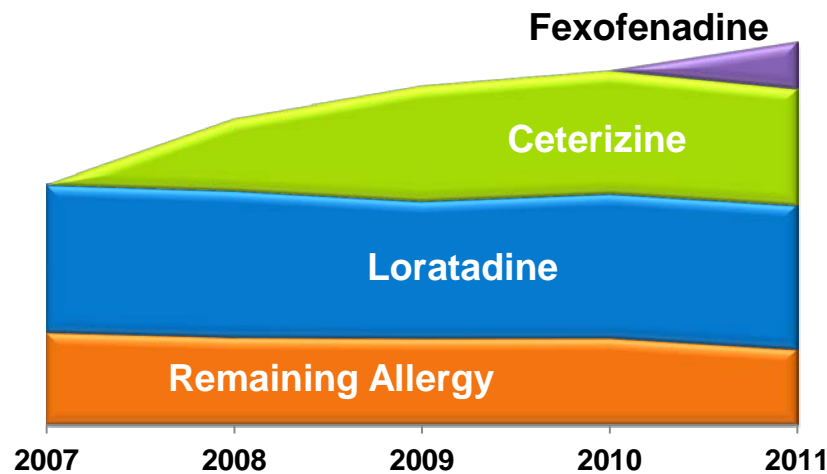 Fexofenadine
Ceterizine
Loratadine
Remaining Allergy
2007 2008 2009 2010 2011